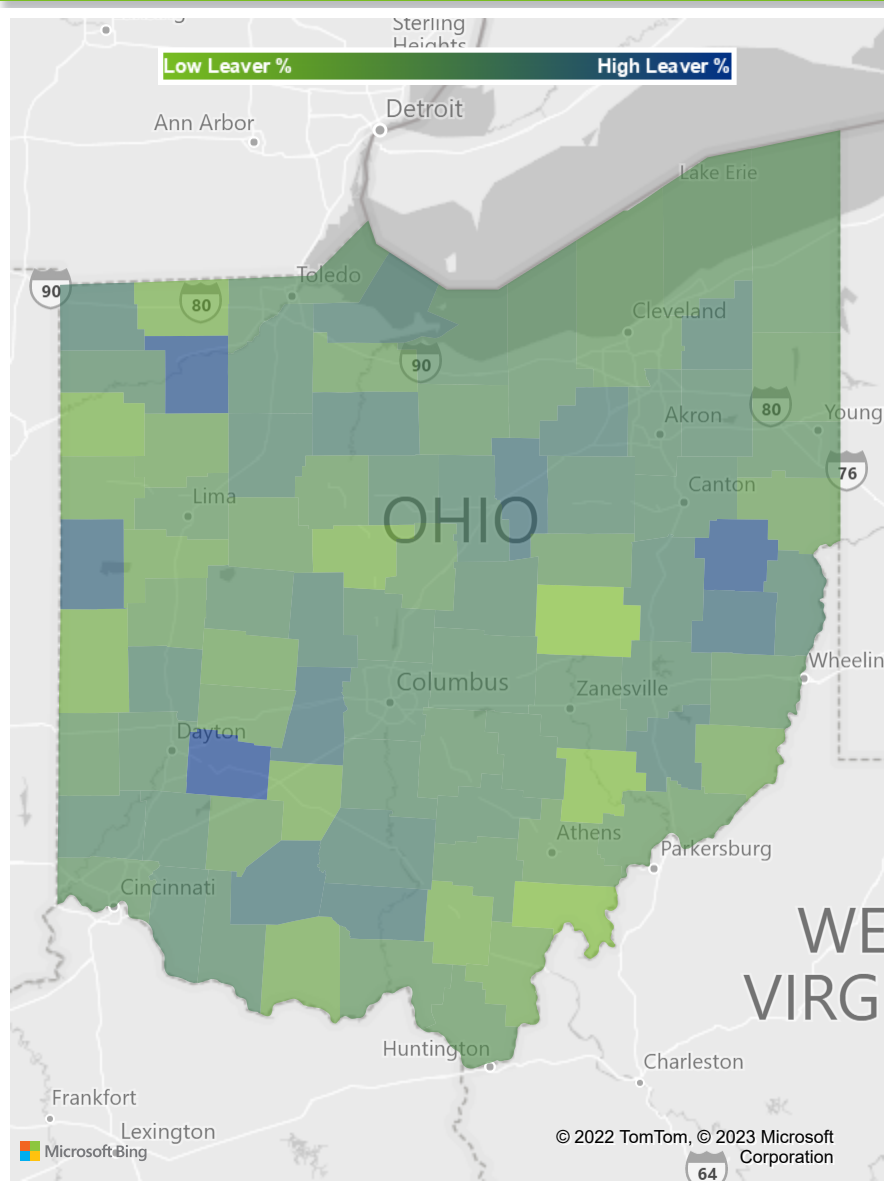 Sterling
Heights
Low Leaver %
High Leaver %
Detroit
Ann Arbor
Lake Erie
Toledo
90
80
Cleveland
90
80
Akron
Young
76
Lima
Canton
OHIO
Wheelin
Columbus
Zanesville
Dayton
Athens
Parkersburg
Cincinnati
WE
VIRG
Huntington
Charleston
Frankfort
Lexington
Microsoft Bing
© 2022 TomTom, © 2023 Microsoft
Corporation
64